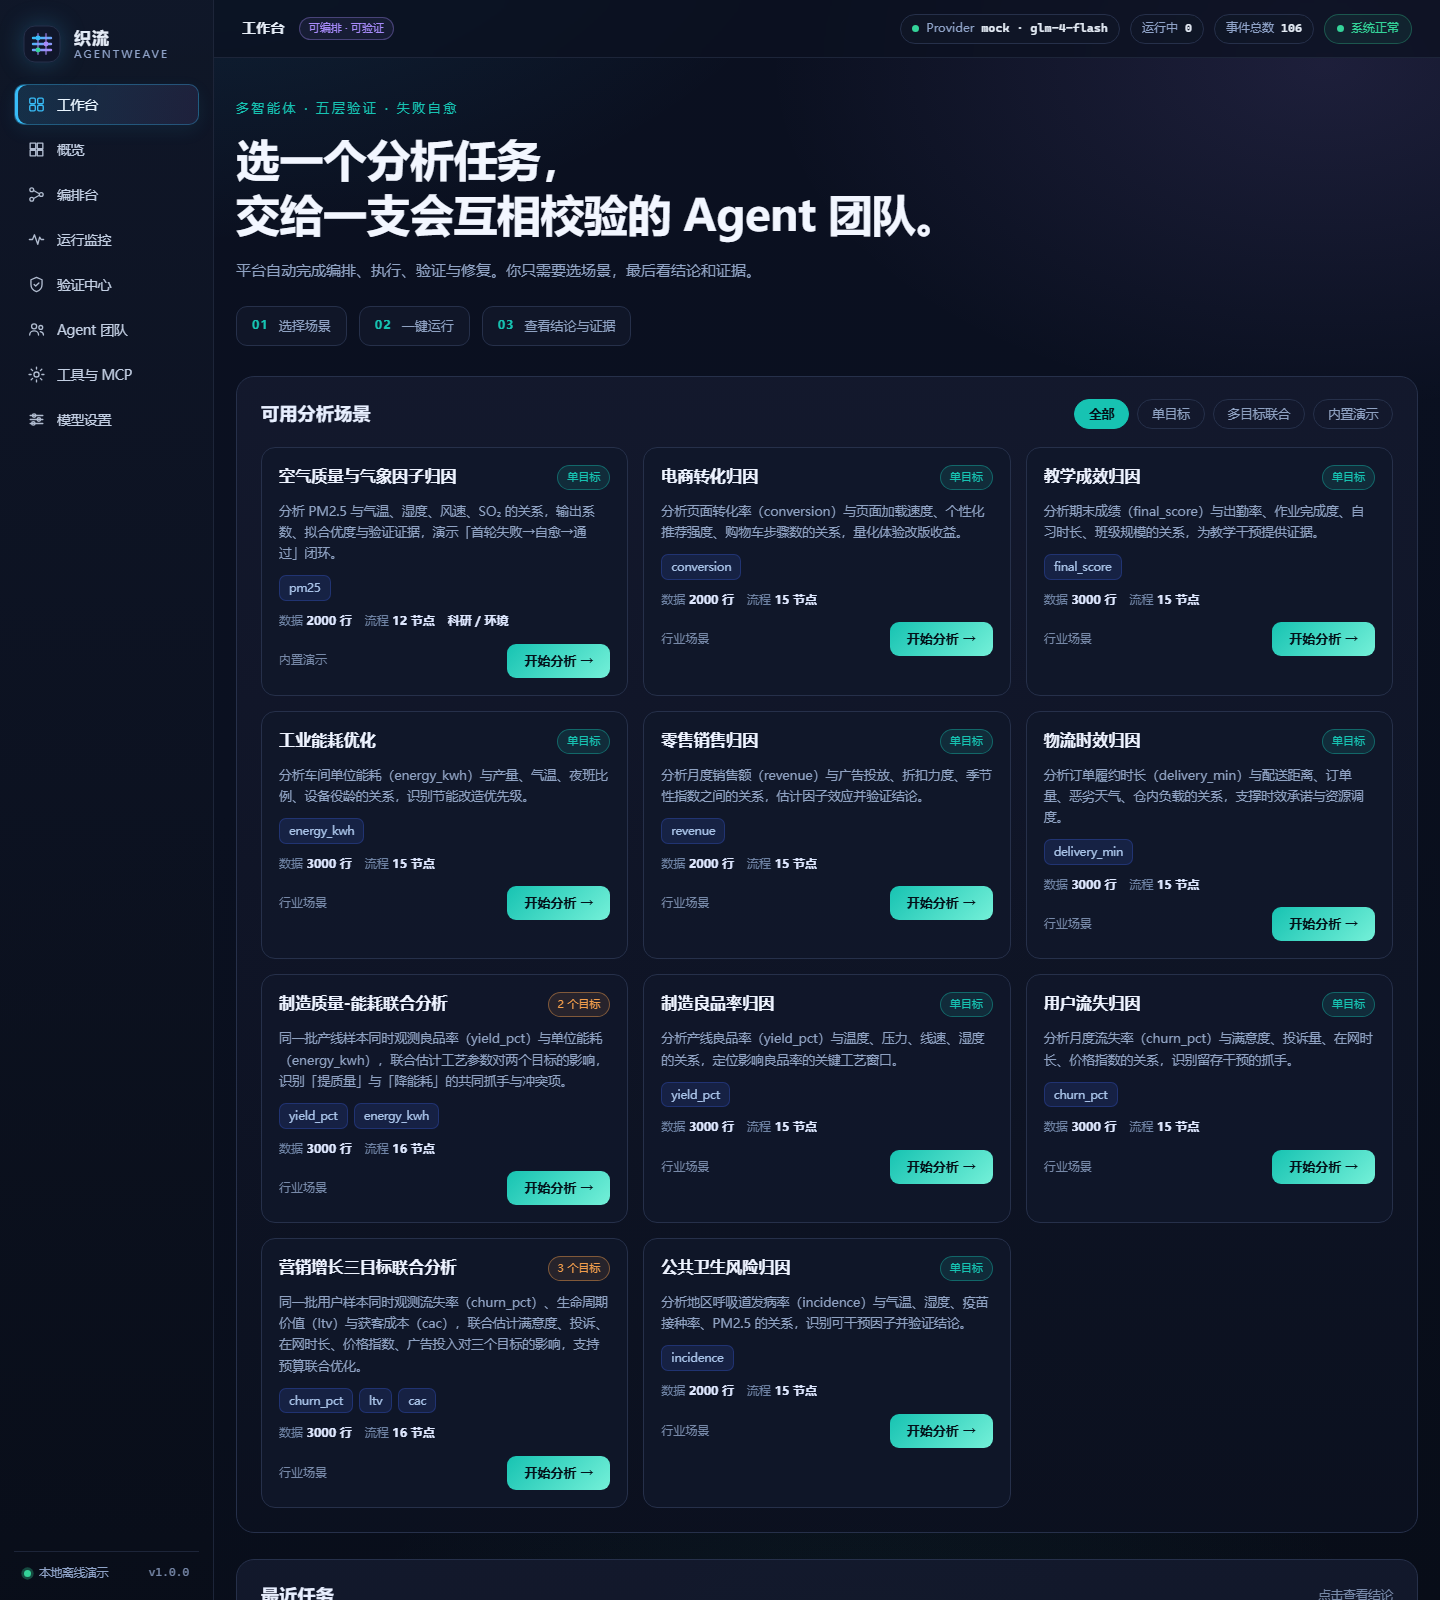 织流
AGENTWEAVE
工作台
概览
编排台
运行监控
验证中心
Agent 团队
工具与 MCP
模型设置
本地离线演示
v1.0.0
工作台
可编排 · 可验证
Provider mock · glm-4-flash
运行中 0
事件总数 106
系统正常
多智能体 · 五层验证 · 失败自愈
选一个分析任务，
交给一支会互相校验的 Agent 团队。
平台自动完成编排、执行、验证与修复。你只需要选场景，最后看结论和证据。
01 选择场景
02 一键运行
03 查看结论与证据
可用分析场景
全部
单目标
多目标联合
内置演示
空气质量与气象因子归因
单目标
分析 PM2.5 与气温、湿度、风速、SO₂ 的关系，输出系
数、拟合优度与验证证据，演示「首轮失败→自愈→通
过」闭环。
pm25
数据 2000 行 流程 12 节点 科研 / 环境
内置演示
开始分析 →
电商转化归因
单目标
分析页面转化率（conversion）与页面加载速度、个性化
推荐强度、购物车步骤数的关系，量化体验改版收益。
conversion
数据 2000 行 流程 15 节点
行业场景
开始分析 →
教学成效归因
单目标
分析期末成绩（final_score）与出勤率、作业完成度、自
习时长、班级规模的关系，为教学干预提供证据。
final_score
数据 3000 行 流程 15 节点
行业场景
开始分析 →
工业能耗优化
单目标
分析车间单位能耗（energy_kwh）与产量、气温、夜班比
例、设备役龄的关系，识别节能改造优先级。
energy_kwh
数据 3000 行 流程 15 节点
行业场景
开始分析 →
零售销售归因
单目标
分析月度销售额（revenue）与广告投放、折扣力度、季节
性指数之间的关系，估计因子效应并验证结论。
revenue
数据 2000 行 流程 15 节点
行业场景
开始分析 →
物流时效归因
单目标
分析订单履约时长（delivery_min）与配送距离、订单
量、恶劣天气、仓内负载的关系，支撑时效承诺与资源调
度。
delivery_min
数据 3000 行 流程 15 节点
行业场景
开始分析 →
制造质量-能耗联合分析
2 个目标
同一批产线样本同时观测良品率（yield_pct）与单位能耗
（energy_kwh），联合估计工艺参数对两个目标的影响，
识别「提质量」与「降能耗」的共同抓手与冲突项。
yield_pct
energy_kwh
数据 3000 行 流程 16 节点
行业场景
开始分析 →
制造良品率归因
单目标
分析产线良品率（yield_pct）与温度、压力、线速、湿度
的关系，定位影响良品率的关键工艺窗口。
yield_pct
数据 3000 行 流程 15 节点
行业场景
开始分析 →
用户流失归因
单目标
分析月度流失率（churn_pct）与满意度、投诉量、在网时
长、价格指数的关系，识别留存干预的抓手。
churn_pct
数据 3000 行 流程 15 节点
行业场景
开始分析 →
营销增长三目标联合分析
3 个目标
同一批用户样本同时观测流失率（churn_pct）、生命周期
价值（ltv）与获客成本（cac），联合估计满意度、投诉、
在网时长、价格指数、广告投入对三个目标的影响，支持
预算联合优化。
churn_pct
ltv
cac
数据 3000 行 流程 16 节点
行业场景
开始分析 →
公共卫生风险归因
单目标
分析地区呼吸道发病率（incidence）与气温、湿度、疫苗
接种率、PM2.5 的关系，识别可干预因子并验证结论。
incidence
数据 2000 行 流程 15 节点
行业场景
开始分析 →
最近任务
点击查看结论